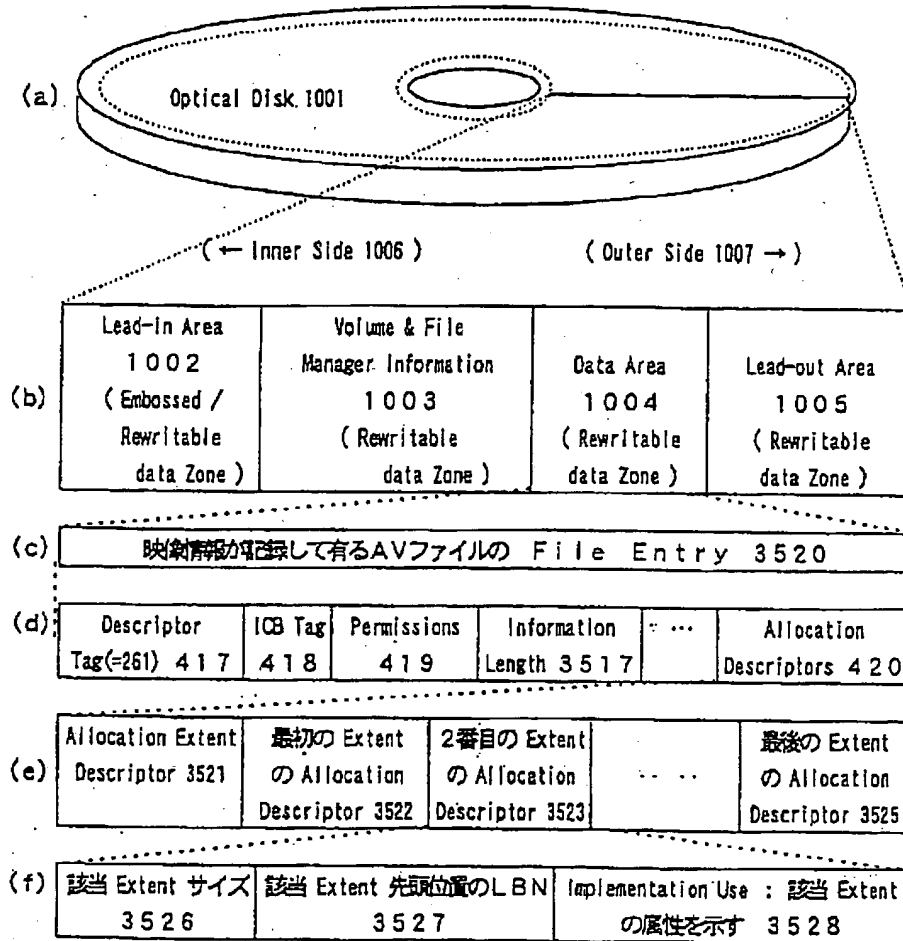 (a)
Optical Disk 1001
( ← Inner Side 1006 )
( Outer Side 1007 → )
(b)
Lead-in Area
1002
( Embossed /
Rewritable
data Zone )
Volume & File
Manager Information
1003
( Rewritable
data Zone )
Data Area
1004
( Rewritable
data Zone )
Lead-out Area
1005
( Rewritable
data Zone )
(c)
映像情報が記録して有るAVファイルの File Entry 3520
(d)
Descriptor
Tag(=261) 417
ICB Tag
418
Permissions
419
Information
Length 3517
‥ …
Allocation
Descriptors 420
(e)
Allocation Extent
Descriptor 3521
最初の Extent
の Allocation
Descriptor 3522
2番目の Extent
の Allocation
Descriptor 3523
‥ ‥
最後の Extent
の Allocation
Descriptor 3525
(f)
該当 Extent サイズ
3526
該当 Extent 先頭位置のLBN
3527
Implementation Use : 該当 Extent
の属性を示す 3528